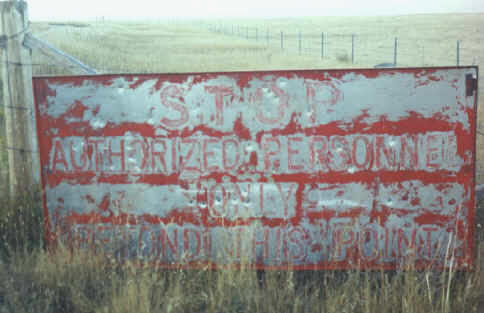 STOP
AUTHORIZED PERSONNEL
ONLY
BEYOND THIS POINT